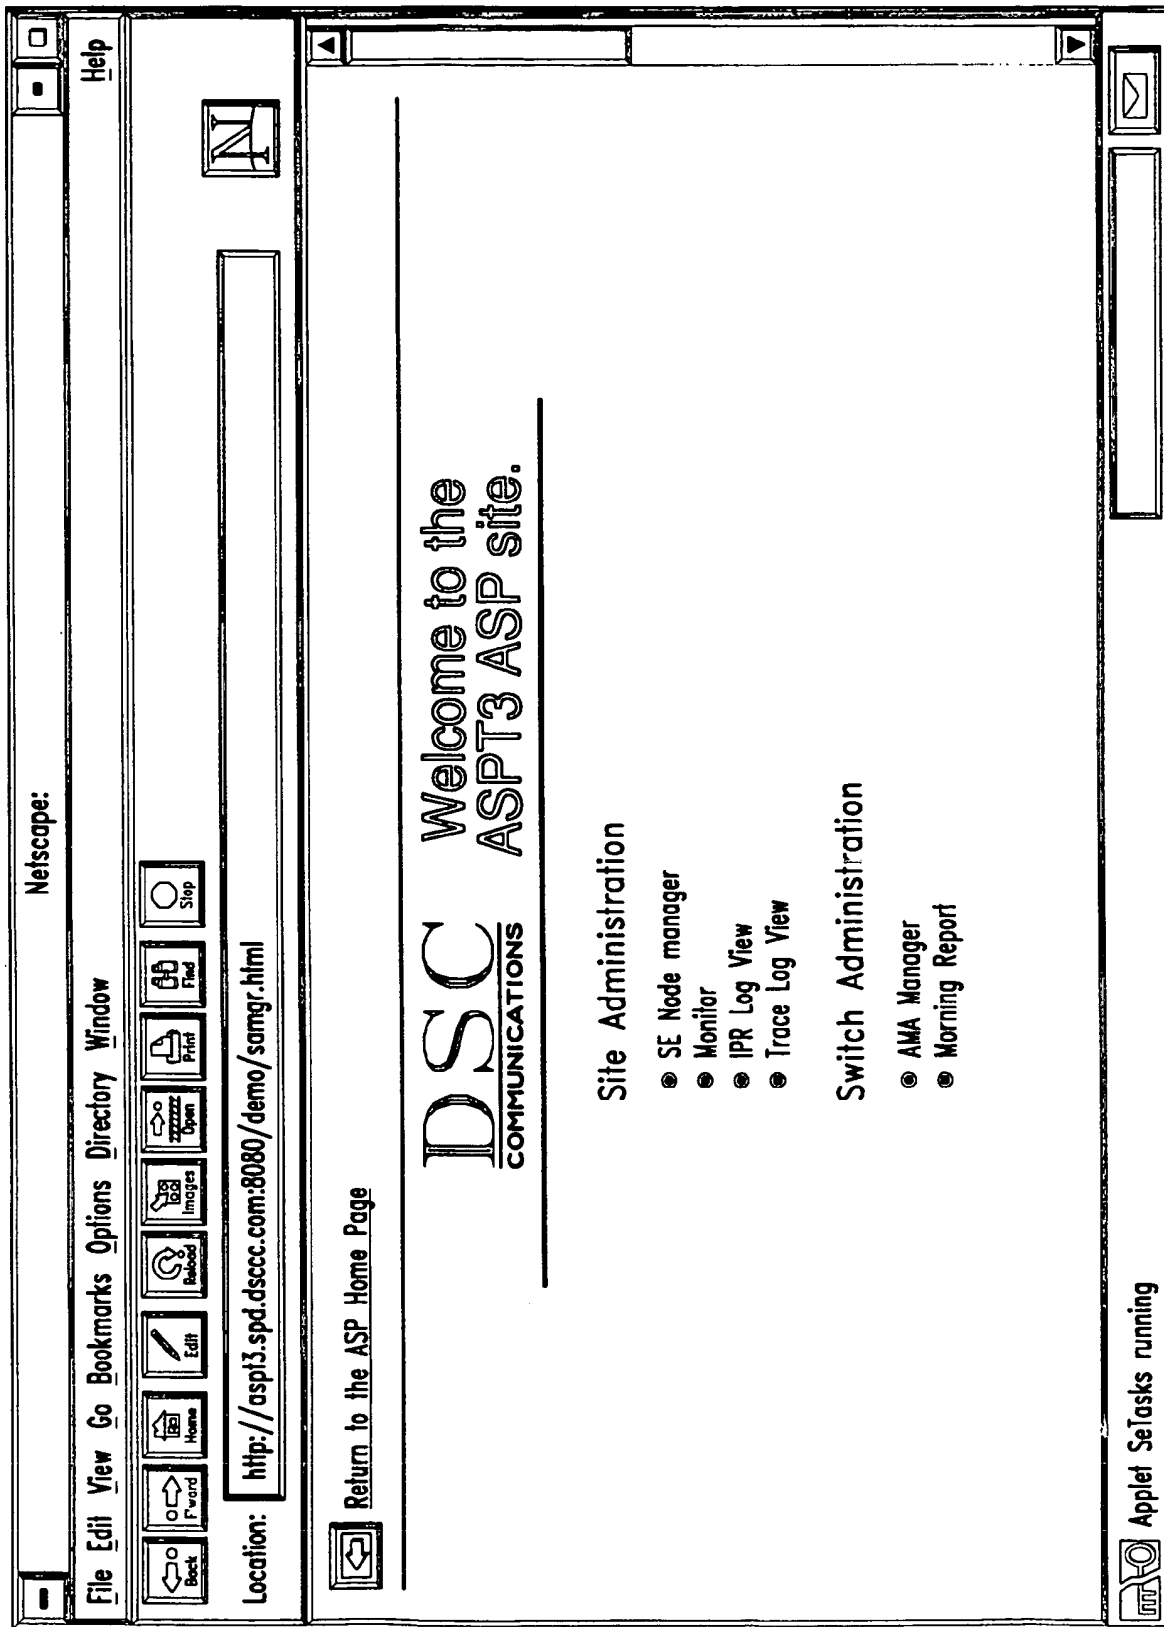 Netscape:
File Edit View Go Bookmarks Options Directory Window Help
Back F'ward Home Edit Reload Images Open Print Find Stop
Location: http://aspt3.spd.dsccc.com:8080/demo/samgr.html
N
Return to the ASP Home Page
DSC
COMMUNICATIONS
Welcome to the
ASPT3 ASP site.
Site Administration
SE Node manager
Monitor
IPR Log View
Trace Log View
Switch Administration
AMA Manager
Morning Report
Applet SeTasks running